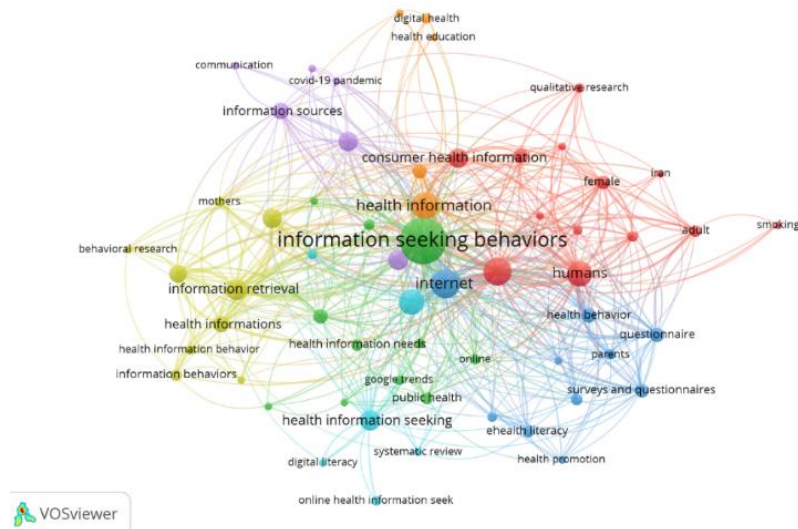 digital health
health education
communication
covid-19 pandemic
qualitative research
information sources
consumer health information
iran
female
mothers
health information
smoking
adult
information seeking behaviors
behavioral research
humans
internet
information retrieval
health behavior
health informations
questionnaire
health information needs
health information behavior
parents
online
information behaviors
google trends
surveys and questionnaires
public health
health information seeking
ehealth literacy
systematic review
digital literacy
health promotion
online health information seek
VOSviewer